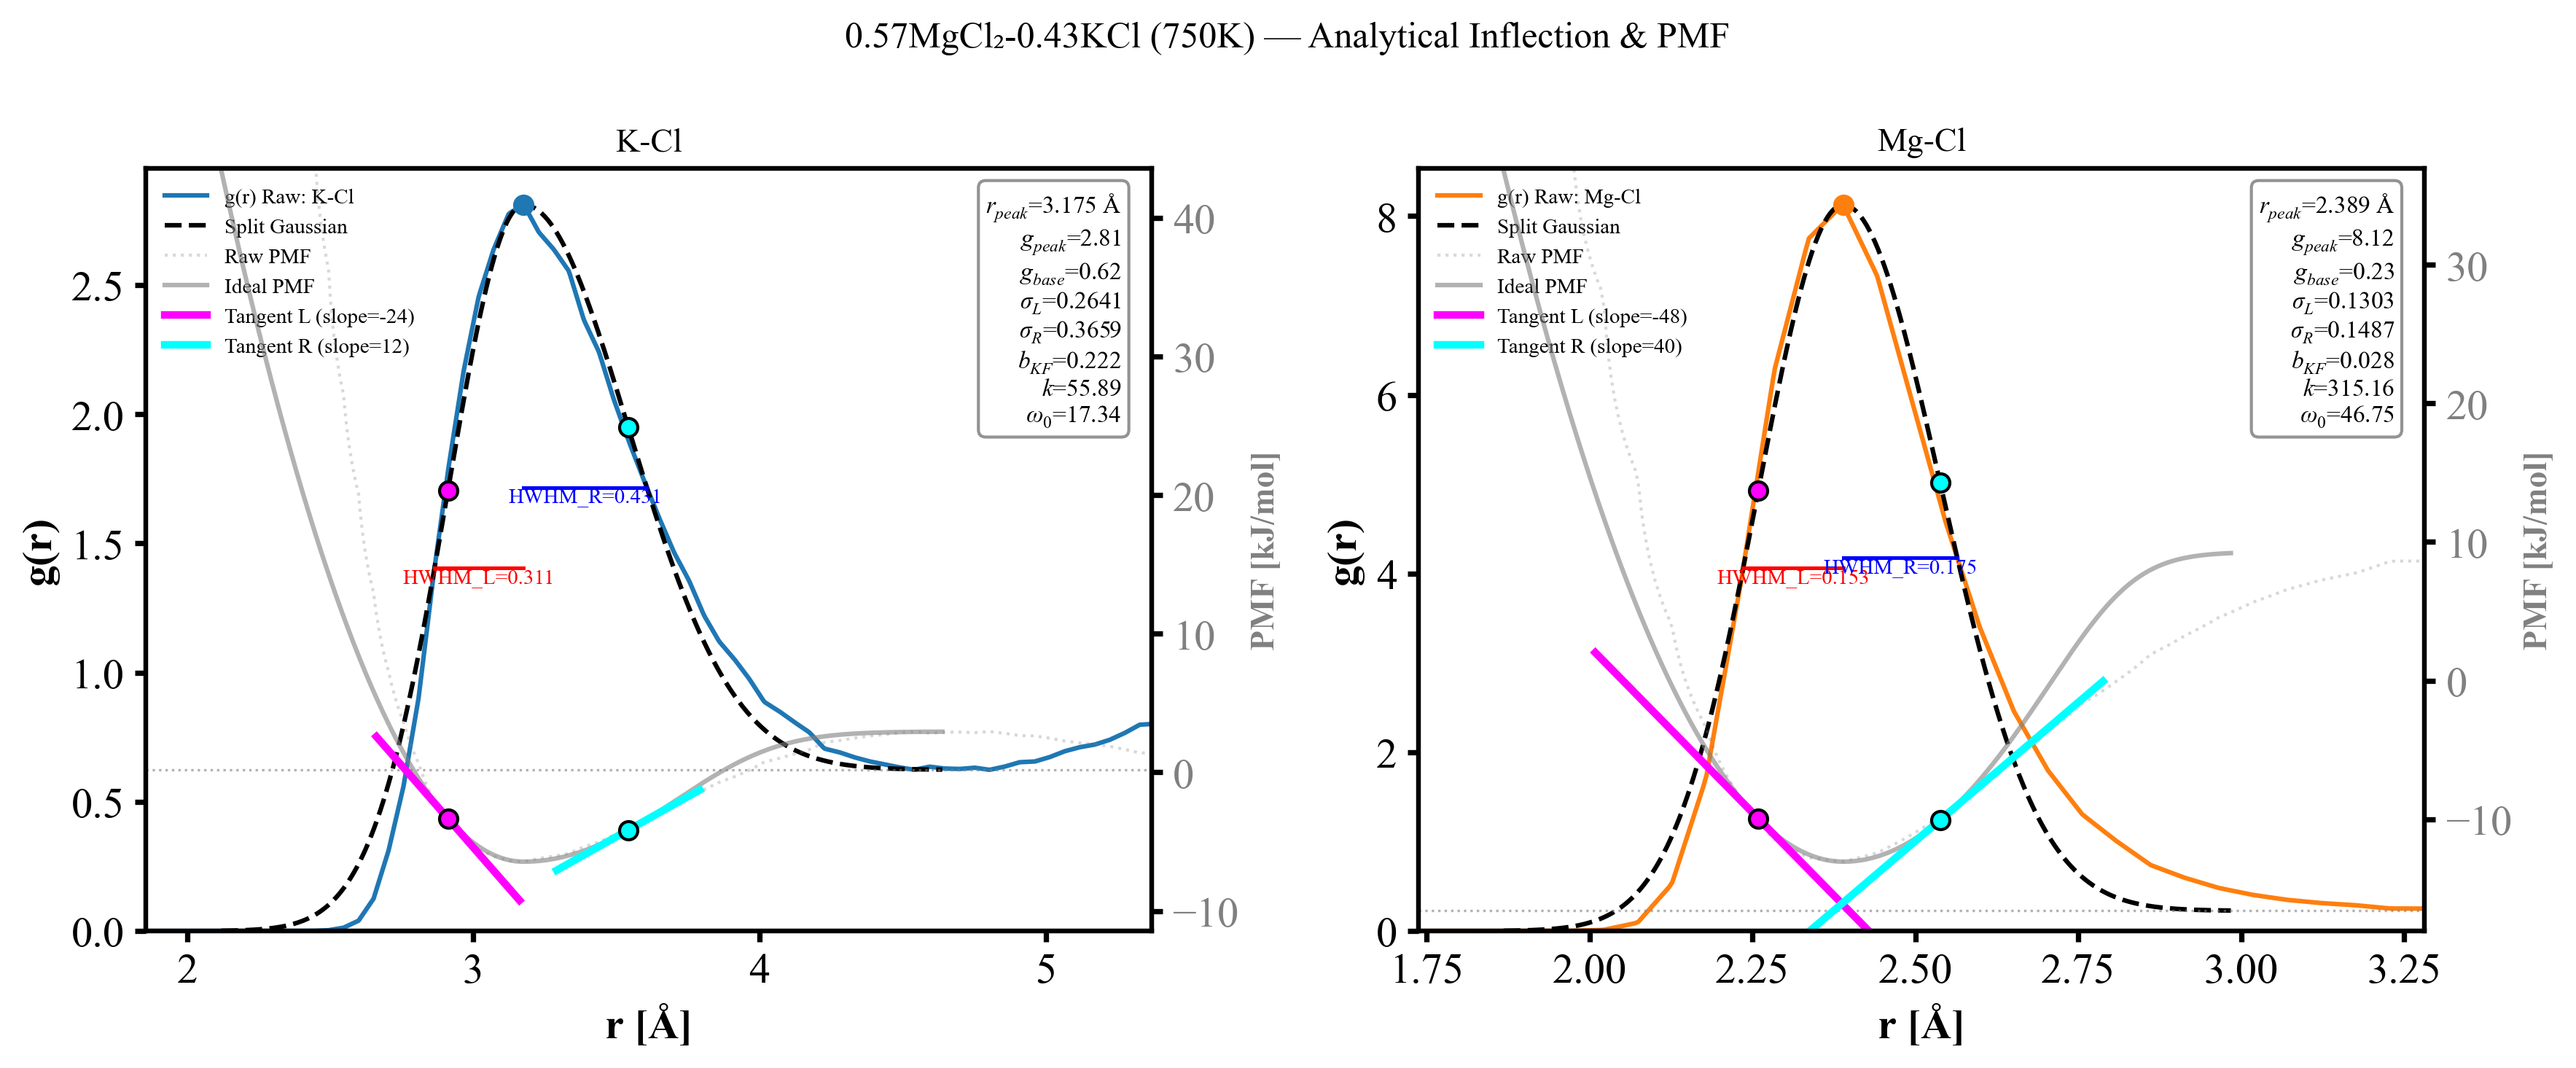 0.57MgCl₂-0.43KCl (750K) — Analytical Inflection & PMF
K-Cl
g(r) Raw: K-Cl
Split Gaussian
Raw PMF
Ideal PMF
Tangent L (slope=-24)
Tangent R (slope=12)
r_peak=3.175 Å
g_peak=2.81
g_base=0.62
σ_L=0.2641
σ_R=0.3659
b_KF=0.222
k=55.89
ω₀=17.34
HWHM_R=0.431
HWHM_L=0.311
2.5
2.0
1.5
1.0
0.5
0.0
g(r)
2 3 4 5
r [Å]
40
30
20
10
0
−10
PMF [kJ/mol]
Mg-Cl
g(r) Raw: Mg-Cl
Split Gaussian
Raw PMF
Ideal PMF
Tangent L (slope=-48)
Tangent R (slope=40)
r_peak=2.389 Å
g_peak=8.12
g_base=0.23
σ_L=0.1303
σ_R=0.1487
b_KF=0.028
k=315.16
ω₀=46.75
HWHM_R=0.175
HWHM_L=0.153
8
6
4
2
0
g(r)
1.75 2.00 2.25 2.50 2.75 3.00 3.25
r [Å]
30
20
10
0
−10
PMF [kJ/mol]